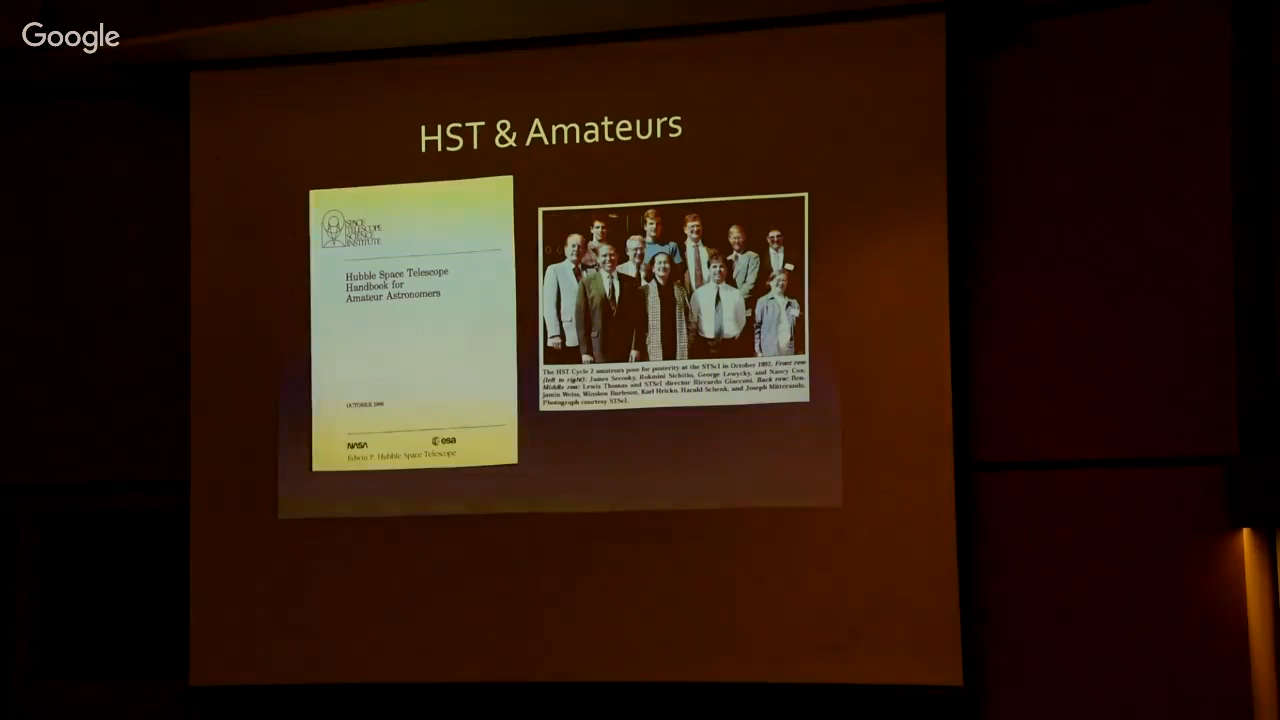 Google
HST & Amateurs
SPACE
TELESCOPE
SCIENCE
INSTITUTE
Hubble Space Telescope
Handbook for
Amateur Astronomers
OCTOBER 1986
NASA
esa
Edwin P. Hubble Space Telescope
The HST Cycle 2 amateurs pose for posterity at the STScI in October 1992. Front row
(left to right): James Secosky, Rukmini Sichitiu, George Lewycky, and Nancy Cox.
Middle row: Lewis Thomas and STScI director Riccardo Giacconi. Back row: Ben-
jamin Weiss, Winslow Burleson, Karl Hricko, Harald Schenk, and Joseph Mitterando.
Photograph courtesy STScI.